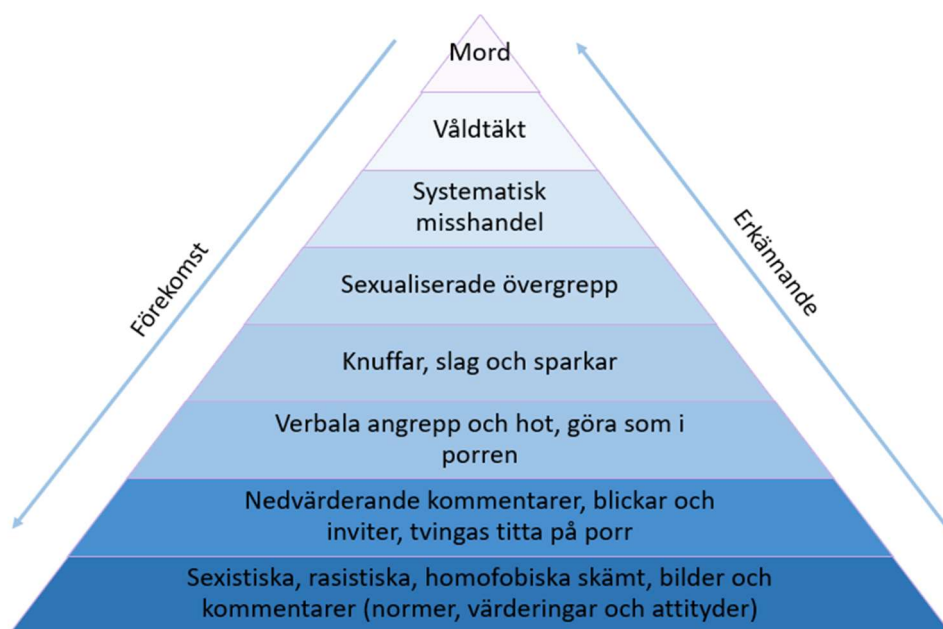 Mord
Våldtäkt
Systematisk
misshandel
Sexualiserade övergrepp
Knuffar, slag och sparkar
Verbala angrepp och hot, göra som i
porren
Nedvärderande kommentarer, blickar och
inviter, tvingas titta på porr
Sexistiska, rasistiska, homofobiska skämt, bilder och
kommentarer (normer, värderingar och attityder)
Förekomst
Erkännande